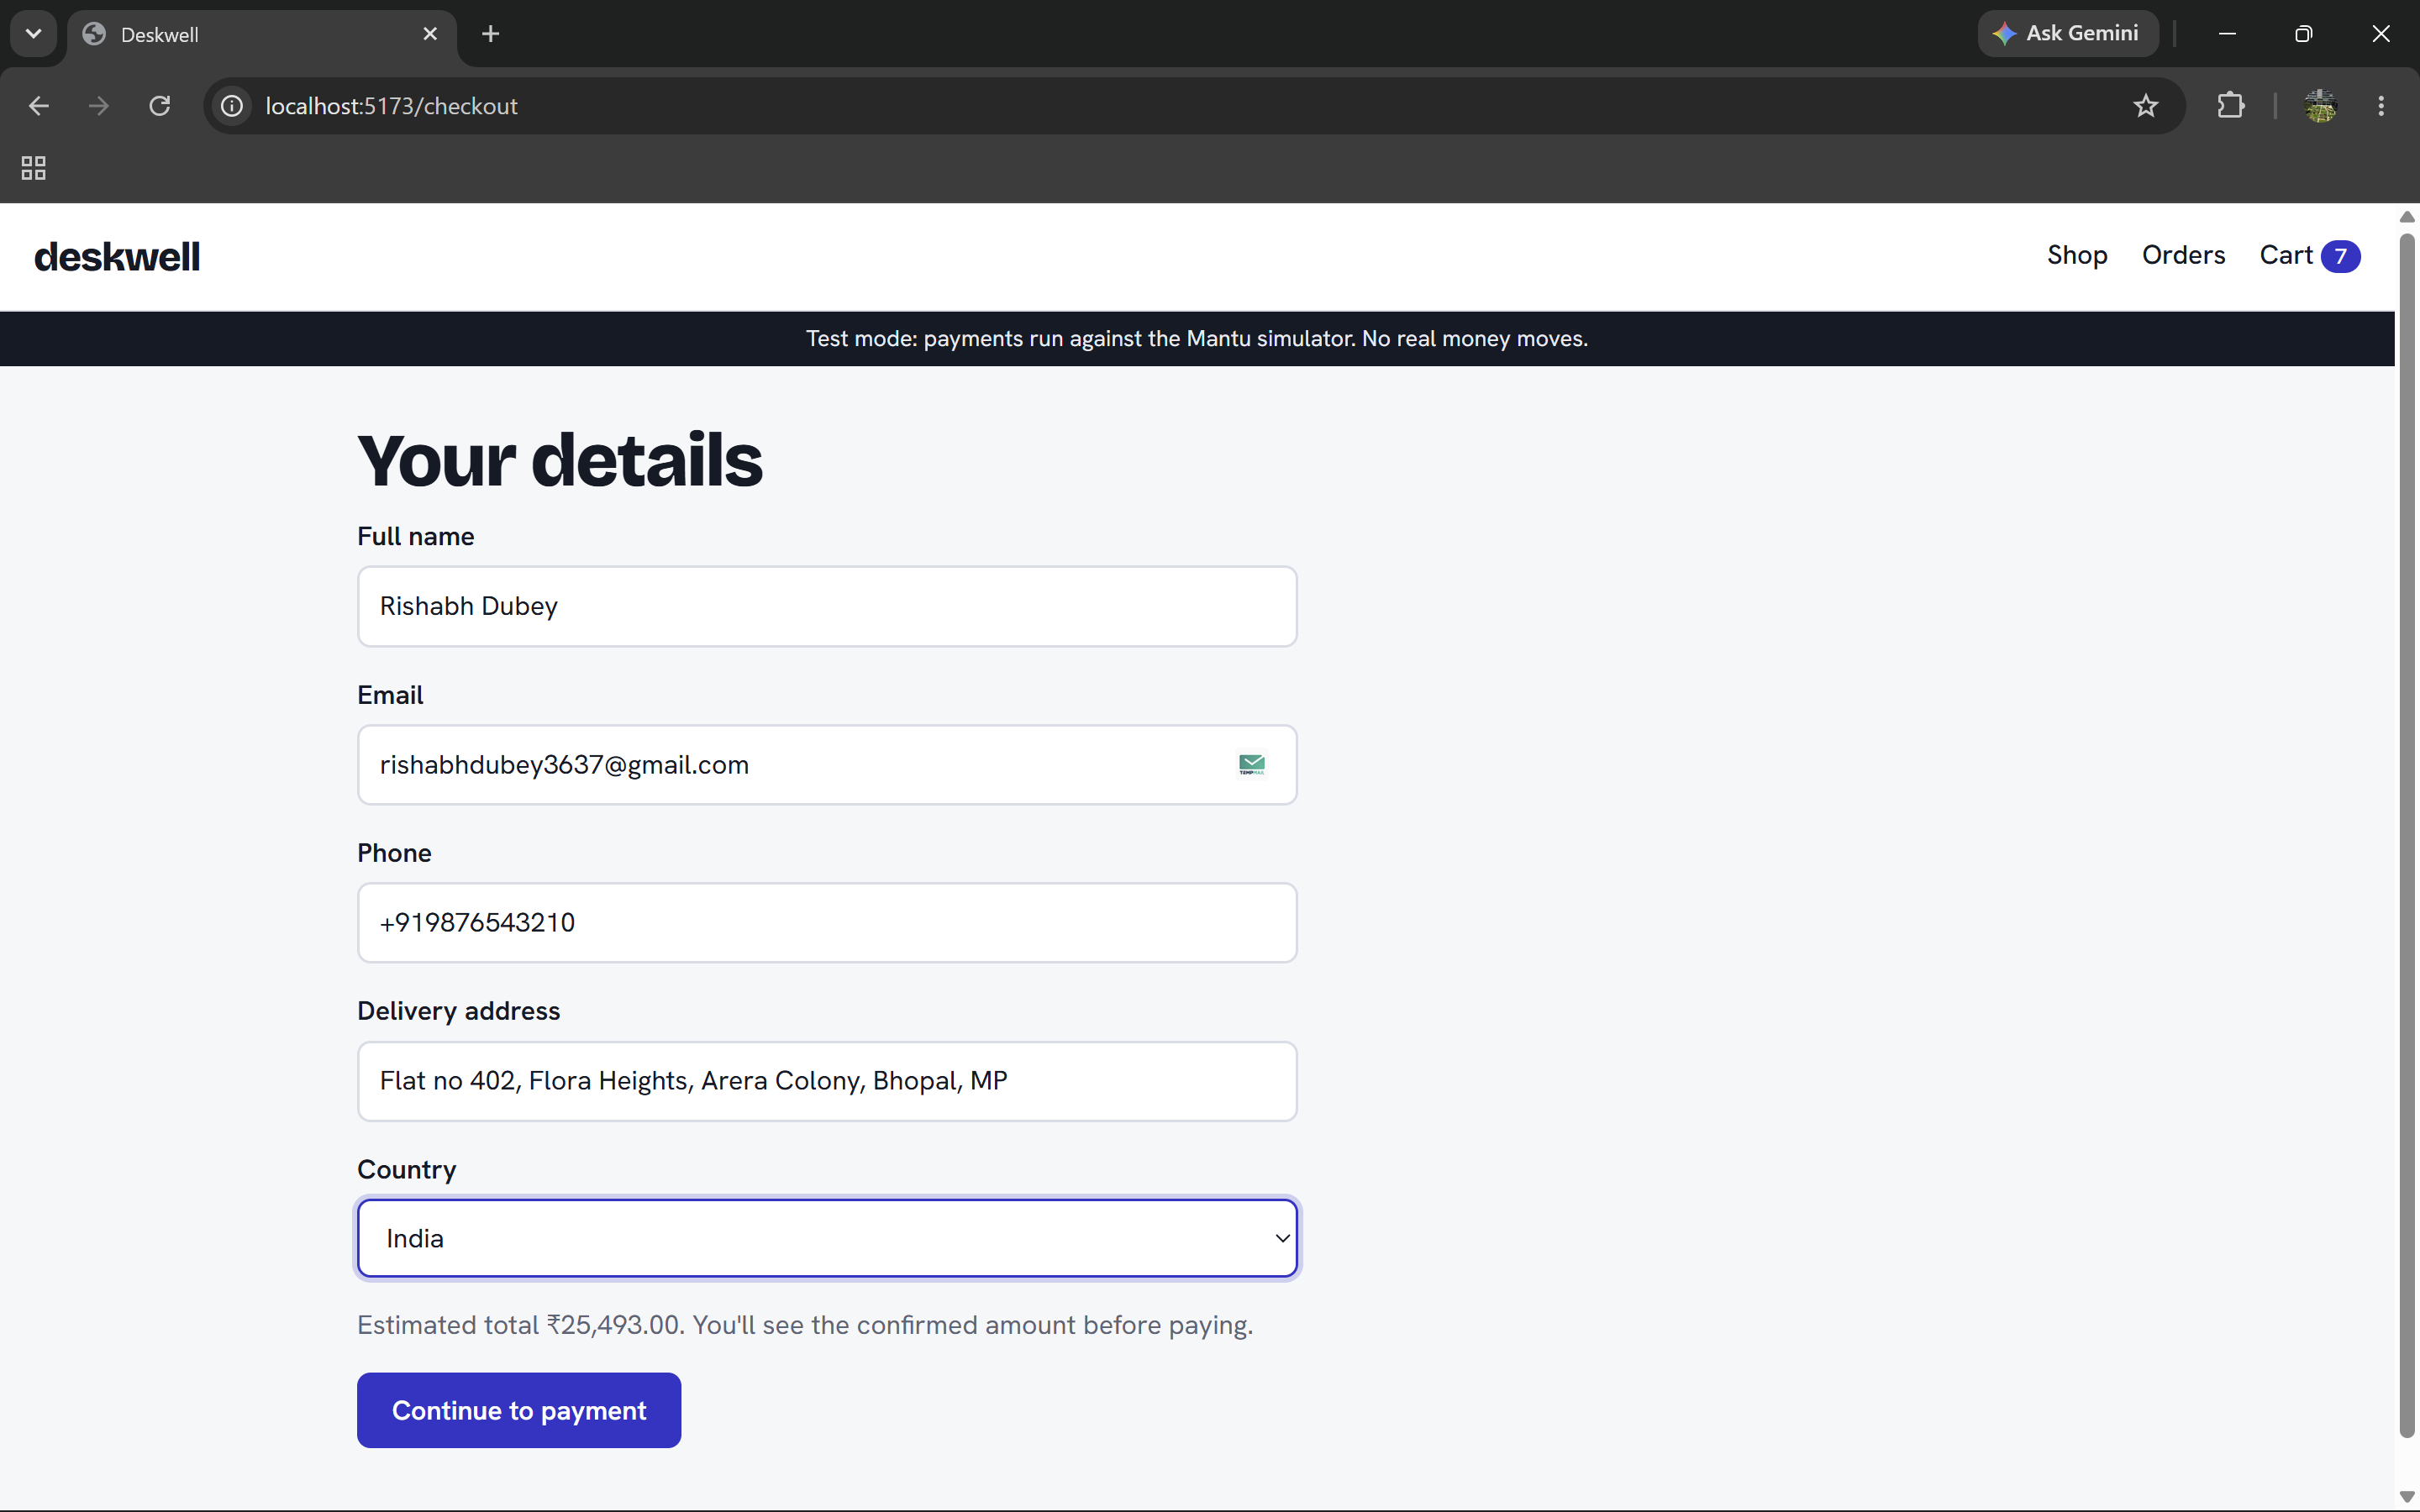 Deskwell
Ask Gemini
localhost:5173/checkout
deskwell
Shop
Orders
Cart 7
Test mode: payments run against the Mantu simulator. No real money moves.
Your details
Full name
Rishabh Dubey
Email
rishabhdubey3637@gmail.com
TEMPMAIL
Phone
+919876543210
Delivery address
Flat no 402, Flora Heights, Arera Colony, Bhopal, MP
Country
India
Estimated total ₹25,493.00. You'll see the confirmed amount before paying.
Continue to payment